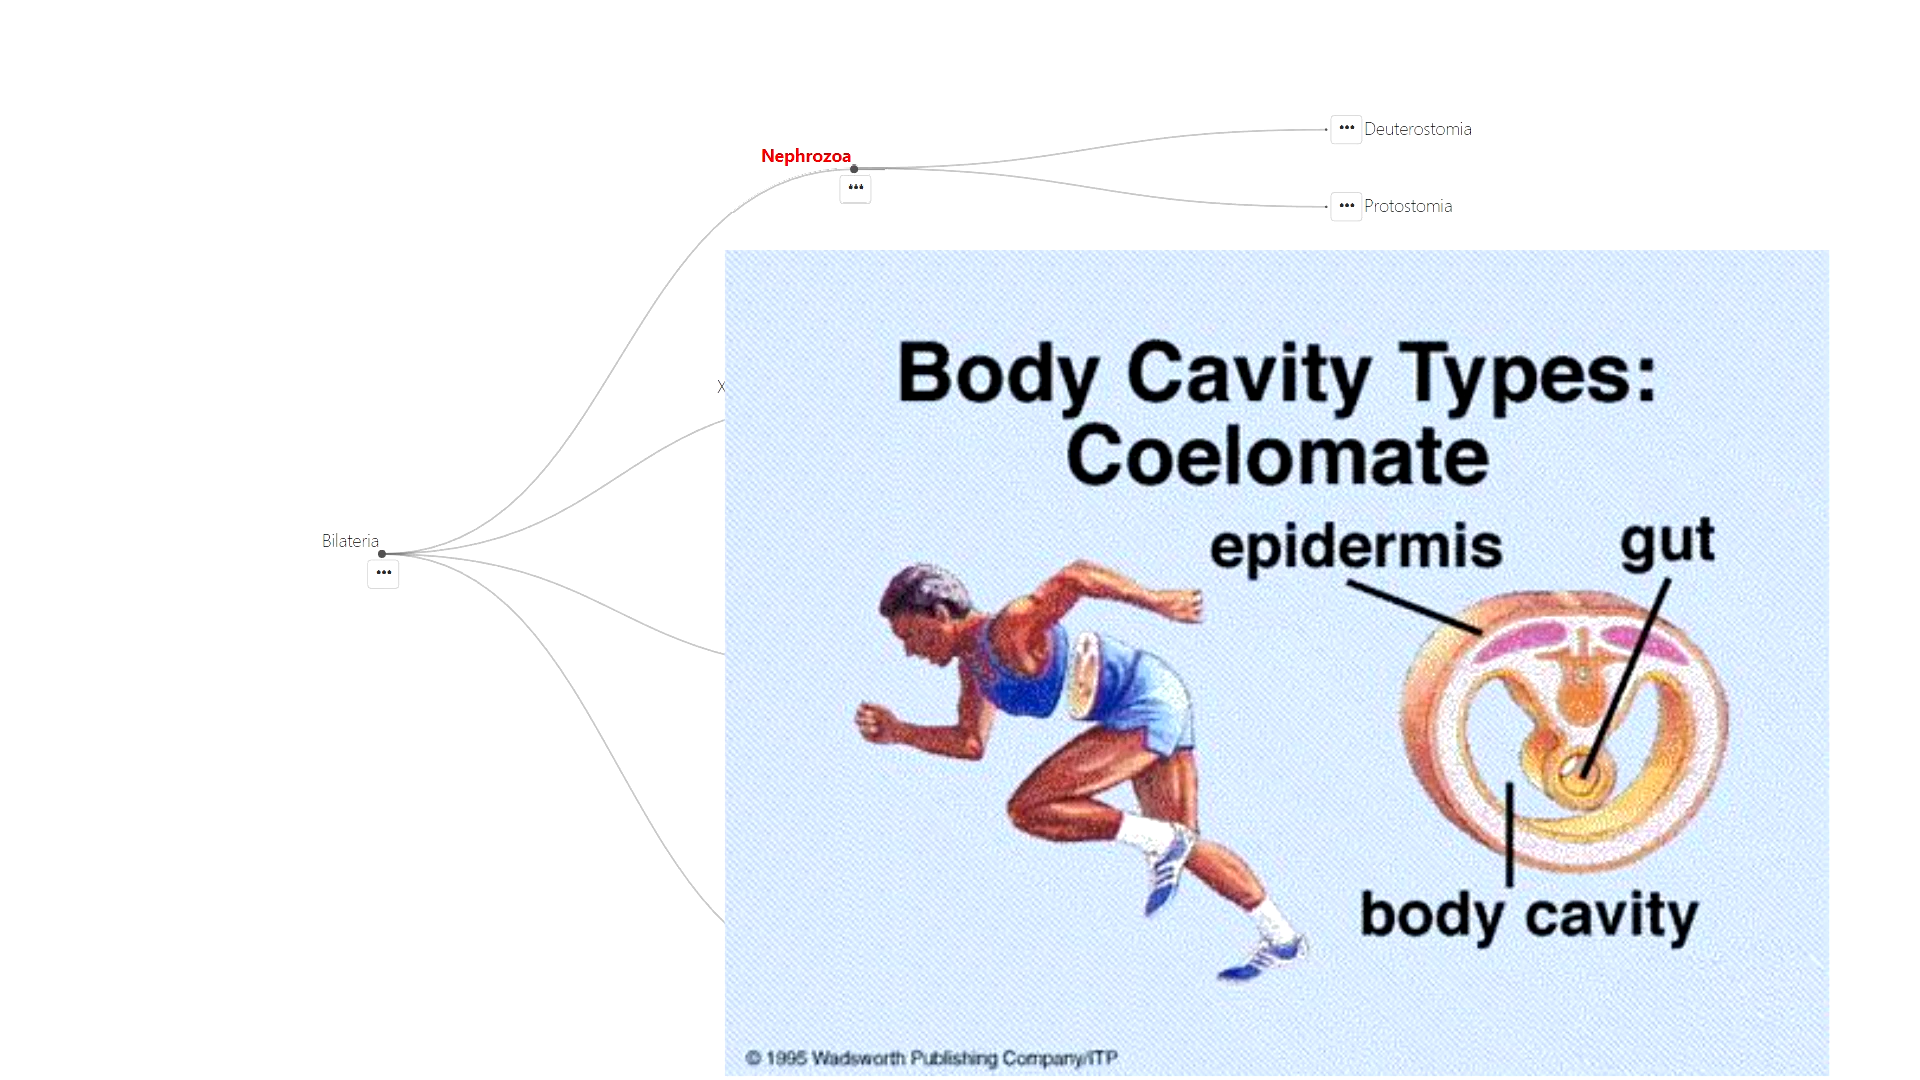 Deuterostomia
Nephrozoa
Protostomia
Body Cavity Types:
Coelomate
X
epidermis
gut
Bilateria
body cavity
© 1995 Wadsworth Publishing Company/ITP